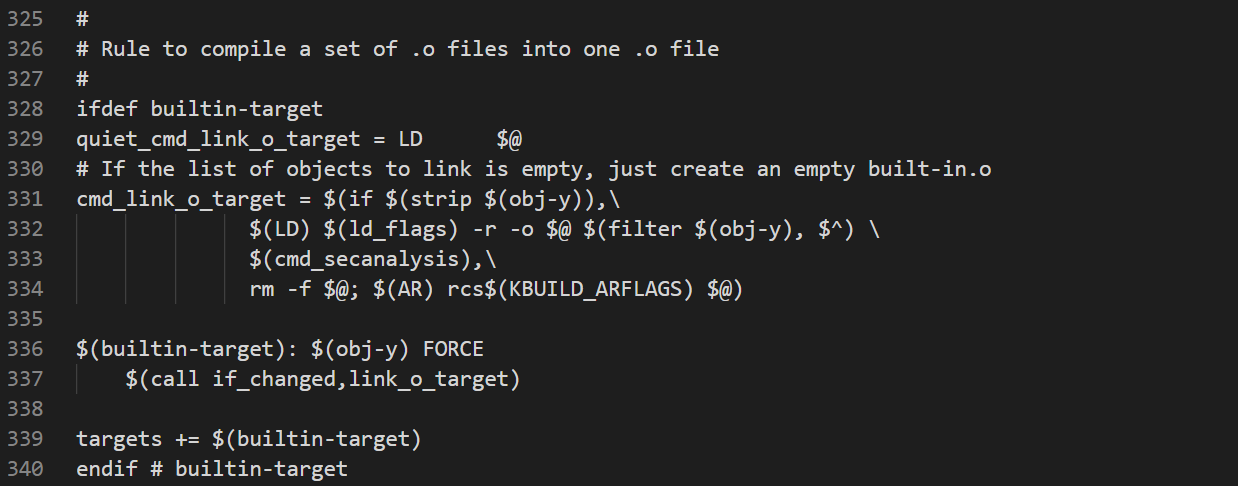 325 #
326 # Rule to compile a set of .o files into one .o file
327 #
328 ifdef builtin-target
329 quiet_cmd_link_o_target = LD      $@
330 # If the list of objects to link is empty, just create an empty built-in.o
331 cmd_link_o_target = $(if $(strip $(obj-y)),\
332               $(LD) $(ld_flags) -r -o $@ $(filter $(obj-y), $^) \
333               $(cmd_secanalysis),\
334               rm -f $@; $(AR) rcs$(KBUILD_ARFLAGS) $@)
335
336 $(builtin-target): $(obj-y) FORCE
337     $(call if_changed,link_o_target)
338
339 targets += $(builtin-target)
340 endif # builtin-target